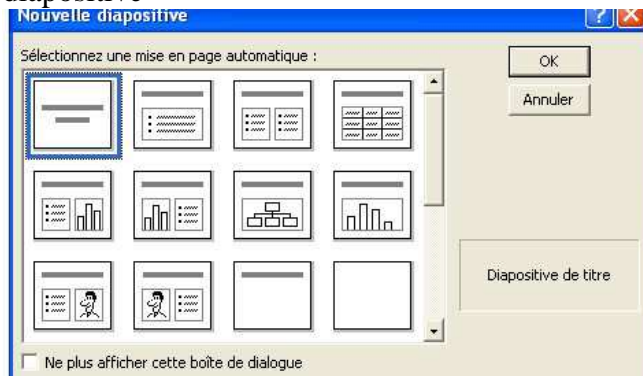 diapositive
Nouvelle diapositive
Sélectionnez une mise en page automatique :
OK
Annuler
Diapositive de titre
Ne plus afficher cette boîte de dialogue